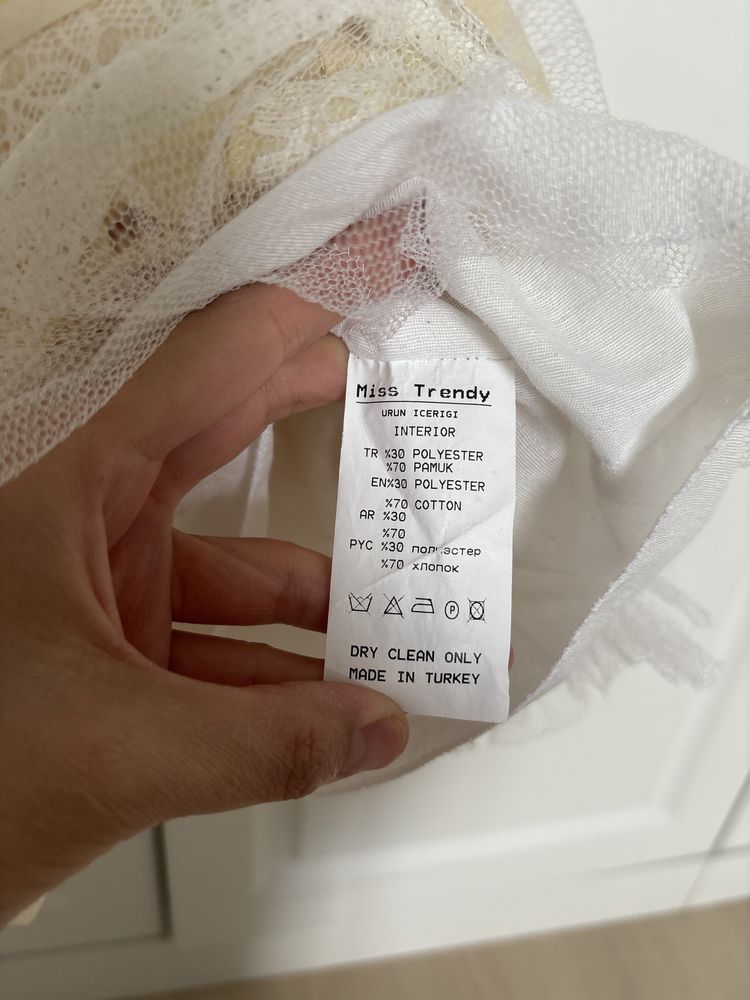 Miss Trendy
URUN ICERIGI
INTERIOR
TR %30 POLYESTER
%70 PAMUK
EN%30 POLYESTER
%70 COTTON
AR %30
%70
РУС %30 полиэстер
%70 хлопок
P
DRY CLEAN ONLY
MADE IN TURKEY